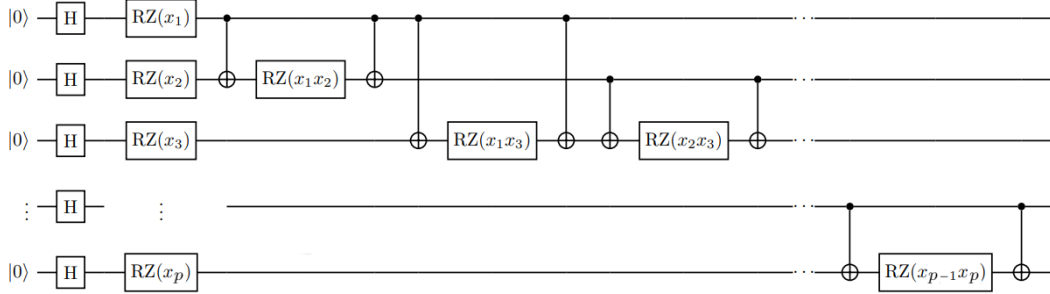 |0⟩ H RZ(x₁) ···
|0⟩ H RZ(x₂) RZ(x₁x₂) ···
|0⟩ H RZ(x₃) RZ(x₁x₃) RZ(x₂x₃) ···
⋮ H ⋮ ···
|0⟩ H RZ(xₚ) ··· RZ(xₚ₋₁xₚ)